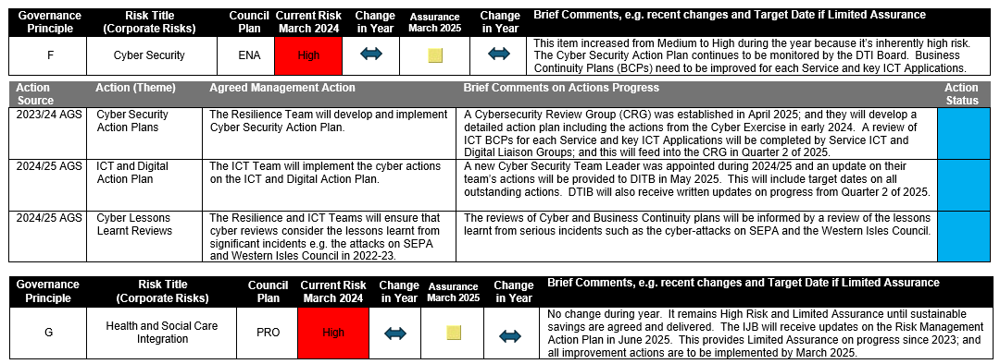 Governance Principle
Risk Title (Corporate Risks)
Council Plan
Current Risk March 2024
Change in Year
Assurance March 2025
Change in Year
Brief Comments, e.g. recent changes and Target Date if Limited Assurance
F
Cyber Security
ENA
High
This item increased from Medium to High during the year because it's inherently high risk.
The Cyber Security Action Plan continues to be monitored by the DTI Board. Business
Continuity Plans (BCPs) need to be improved for each Service and key ICT Applications.
Action Source
Action (Theme)
Agreed Management Action
Brief Comments on Actions Progress
Action Status
2023/24 AGS
Cyber Security
Action Plans
The Resilience Team will develop and implement
Cyber Security Action Plan.
A Cybersecurity Review Group (CRG) was established in April 2025; and they will develop a
detailed action plan including the actions from the Cyber Exercise in early 2024. A review of
ICT BCPs for each Service and key ICT Applications will be completed by Service ICT and
Digital Liaison Groups; and this will feed into the CRG in Quarter 2 of 2025.
2024/25 AGS
ICT and Digital
Action Plan
The ICT Team will implement the cyber actions
on the ICT and Digital Action Plan.
A new Cyber Security Team Leader was appointed during 2024/25 and an update on their
team's actions will be provided to DITB in May 2025. This will include target dates on all
outstanding actions. DTIB will also receive written updates on progress from Quarter 2 of 2025.
2024/25 AGS
Cyber Lessons
Learnt Reviews
The Resilience and ICT Teams will ensure that
cyber reviews consider the lessons learnt from
significant incidents e.g. the attacks on SEPA
and Western Isles Council in 2022-23.
The reviews of Cyber and Business Continuity plans will be informed by a review of the lessons
learnt from serious incidents such as the cyber-attacks on SEPA and the Western Isles Council.
Governance Principle
Risk Title (Corporate Risks)
Council Plan
Current Risk March 2024
Change in Year
Assurance March 2025
Change in Year
Brief Comments, e.g. recent changes and Target Date if Limited Assurance
G
Health and Social Care
Integration
PRO
High
No change during year. It remains High Risk and Limited Assurance until sustainable
savings are agreed and delivered. The IJB will receive updates on the Risk Management
Action Plan in June 2025. This provides Limited Assurance on progress since 2023; and
all improvement actions are to be implemented by March 2025.